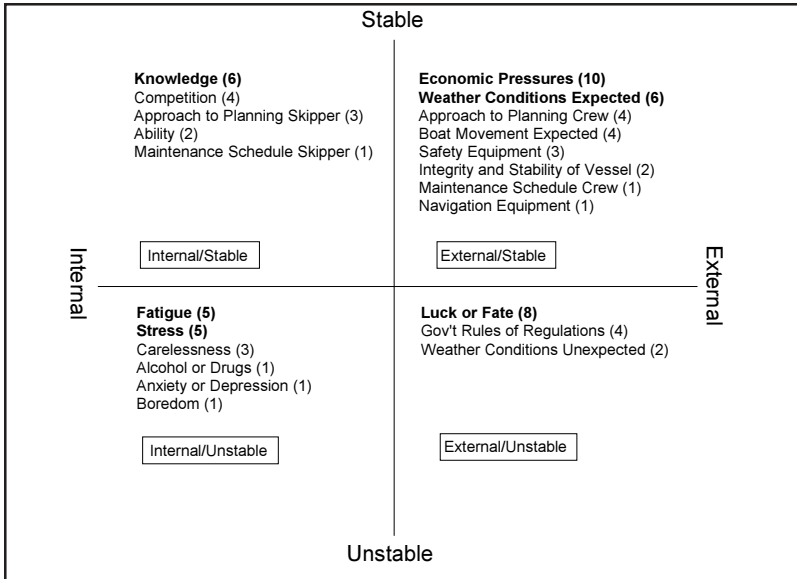 Stable
Knowledge (6)
Competition (4)
Approach to Planning Skipper (3)
Ability (2)
Maintenance Schedule Skipper (1)
Internal/Stable
Economic Pressures (10)
Weather Conditions Expected (6)
Approach to Planning Crew (4)
Boat Movement Expected (4)
Safety Equipment (3)
Integrity and Stability of Vessel (2)
Maintenance Schedule Crew (1)
Navigation Equipment (1)
External/Stable
Internal
External
Fatigue (5)
Stress (5)
Carelessness (3)
Alcohol or Drugs (1)
Anxiety or Depression (1)
Boredom (1)
Internal/Unstable
Luck or Fate (8)
Gov't Rules of Regulations (4)
Weather Conditions Unexpected (2)
External/Unstable
Unstable